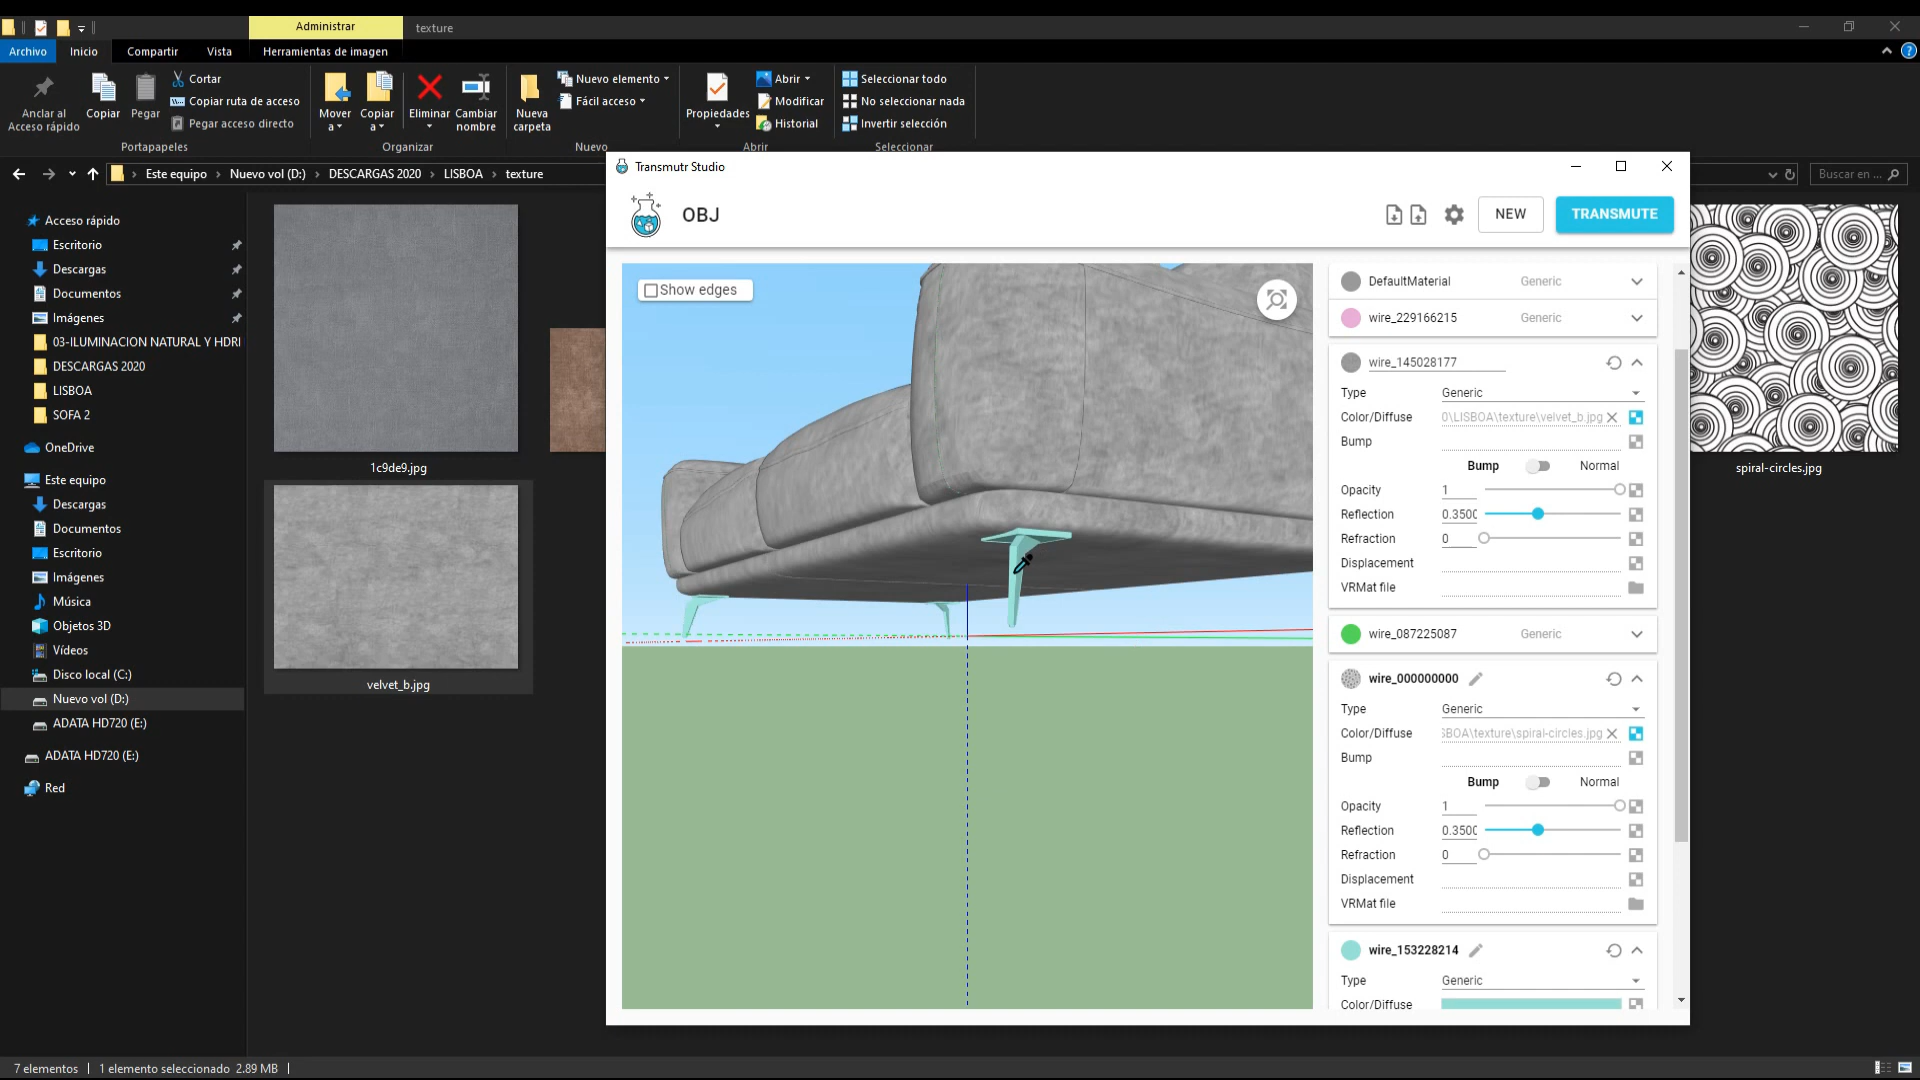 Administrar
texture
Archivo
Inicio
Compartir
Vista
Herramientas de imagen
Anclar al
Acceso rápido
Copiar
Pegar
Cortar
Copiar ruta de acceso
Pegar acceso directo
Portapapeles
Mover
a
Copiar
a
Eliminar
Cambiar
nombre
Organizar
Nueva
carpeta
Nuevo elemento
Fácil acceso
Nuevo
Propiedades
Abrir
Modificar
Historial
Abrir
Seleccionar todo
No seleccionar nada
Invertir selección
Seleccionar
Este equipo
Nuevo vol (D:)
DESCARGAS 2020
LISBOA
texture
Buscar en ...
Acceso rápido
Escritorio
Descargas
Documentos
Imágenes
03-ILUMINACION NATURAL Y HDRI
DESCARGAS 2020
LISBOA
SOFA 2
OneDrive
Este equipo
Descargas
Documentos
Escritorio
Imágenes
Música
Objetos 3D
Vídeos
Disco local (C:)
Nuevo vol (D:)
ADATA HD720 (E:)
ADATA HD720 (E:)
Red
1c9de9.jpg
velvet_b.jpg
spiral-circles.jpg
Transmutr Studio
OBJ
NEW
TRANSMUTE
Show edges
DefaultMaterial Generic
wire_229166215 Generic
wire_145028177
Type Generic
Color/Diffuse 0\LISBOA\texture\velvet_b.jpg
Bump
Bump Normal
Opacity 1
Reflection 0.3500
Refraction 0
Displacement
VRMat file
wire_087225087 Generic
wire_000000000
Type Generic
Color/Diffuse SBOA\texture\spiral-circles.jpg
Bump
Bump Normal
Opacity 1
Reflection 0.3500
Refraction 0
Displacement
VRMat file
wire_153228214
Type Generic
Color/Diffuse
7 elementos
1 elemento seleccionado 2.89 MB